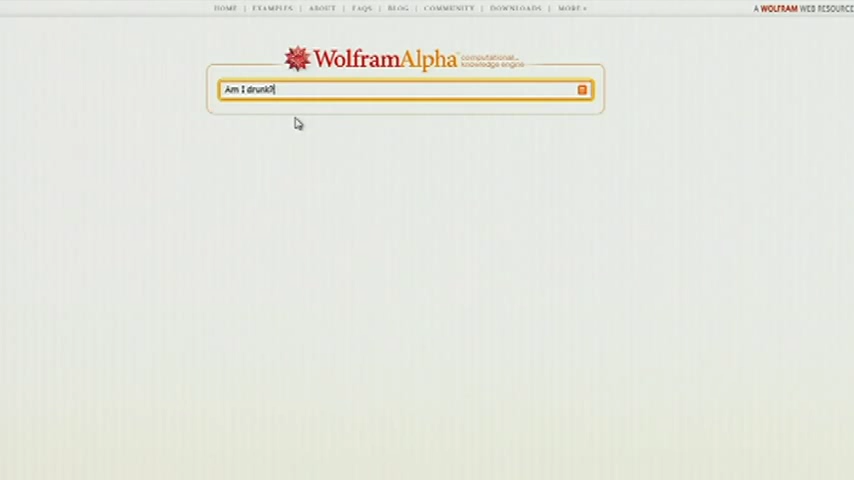 HOME | EXAMPLES | ABOUT | FAQS | BLOG | COMMUNITY | DOWNLOADS | MORE
A WOLFRAM WEB RESOURCE
WolframAlpha computational... knowledge engine
Am I drunk?